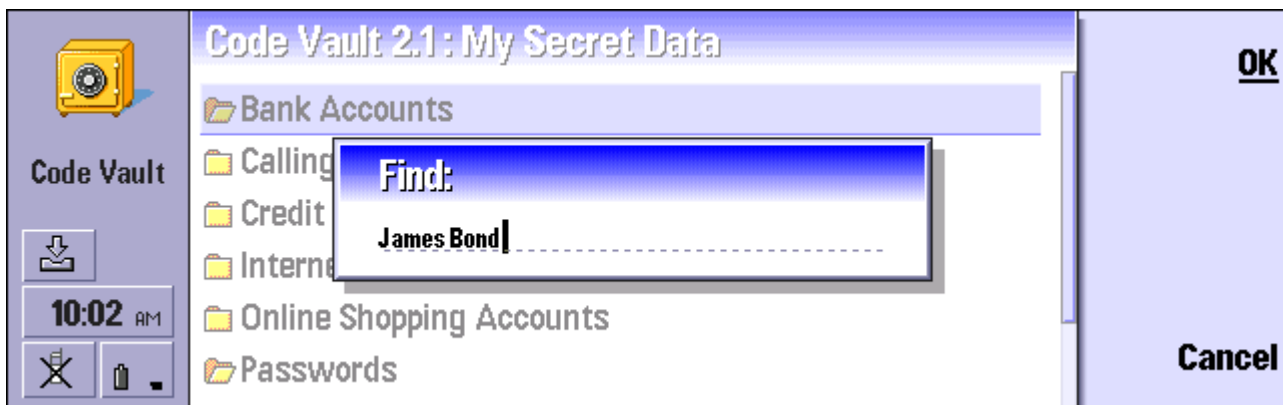 Code Vault 2.1: My Secret Data
OK
Bank Accounts
Code Vault
Calling
Find:
Credit
James Bond
Interne
10:02 AM
Online Shopping Accounts
Cancel
Passwords